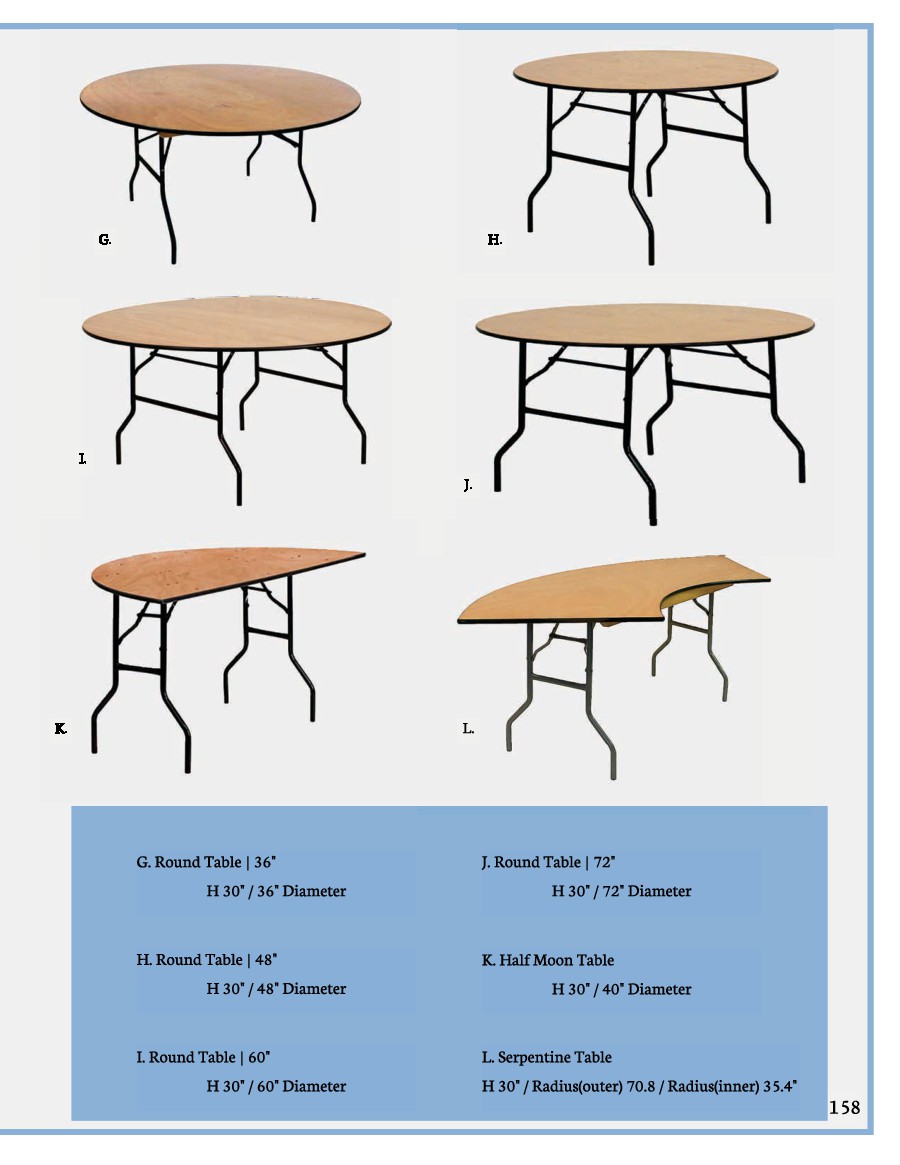 G.
H.
I.
J.
K.
L.
G. Round Table | 36"
H 30" / 36" Diameter
H. Round Table | 48"
H 30" / 48" Diameter
I. Round Table | 60"
H 30" / 60" Diameter
J. Round Table | 72"
H 30" / 72" Diameter
K. Half Moon Table
H 30" / 40" Diameter
L. Serpentine Table
H 30" / Radius(outer) 70.8 / Radius(inner) 35.4"
158